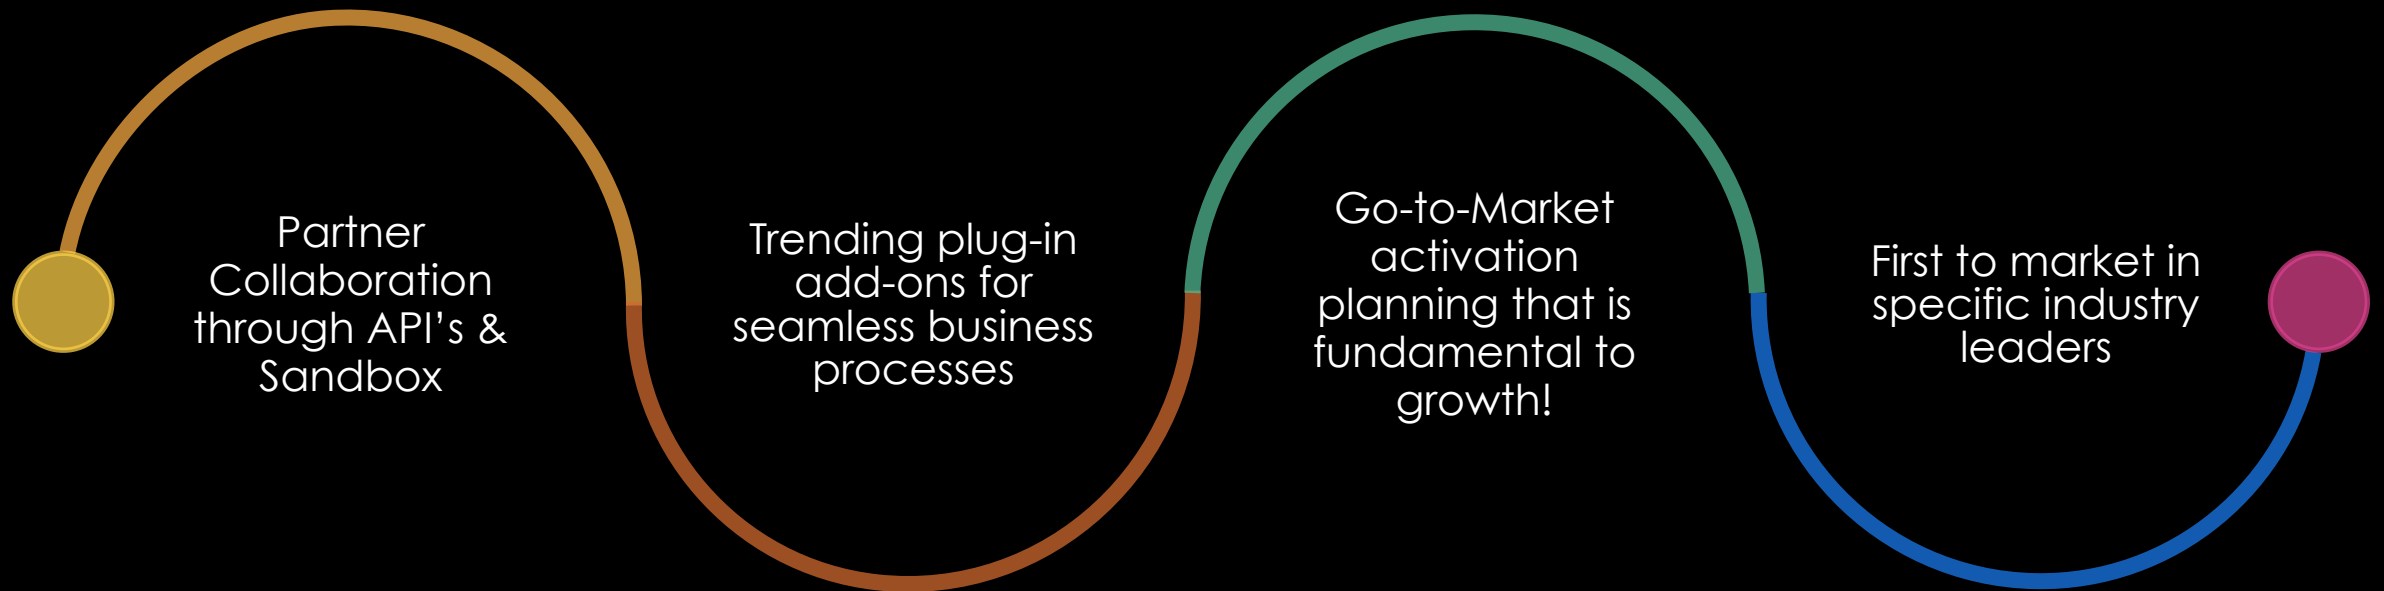 Partner
Collaboration
through API’s &
Sandbox
Trending plug-in
add-ons for
seamless business
processes
Go-to-Market
activation
planning that is
fundamental to
growth!
First to market in
specific industry
leaders